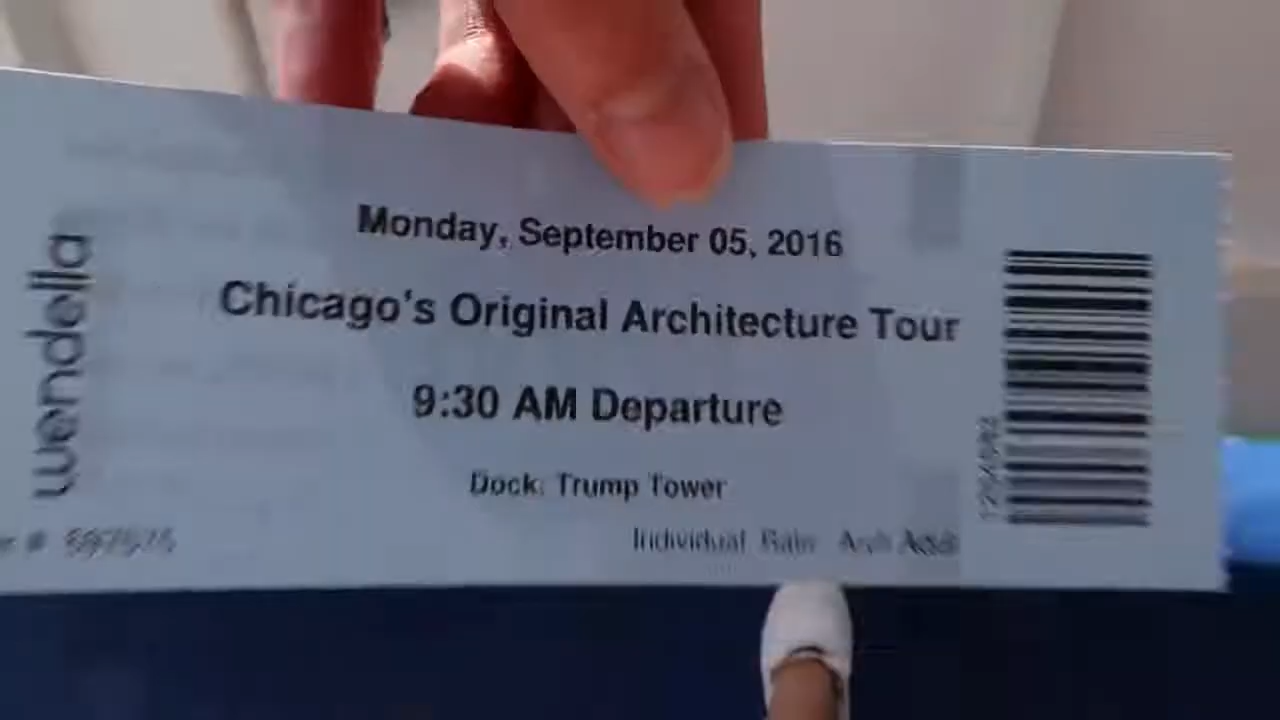 wendella
Monday, September 05, 2016
Chicago's Original Architecture Tour
9:30 AM Departure
Dock: Trump Tower
Individual